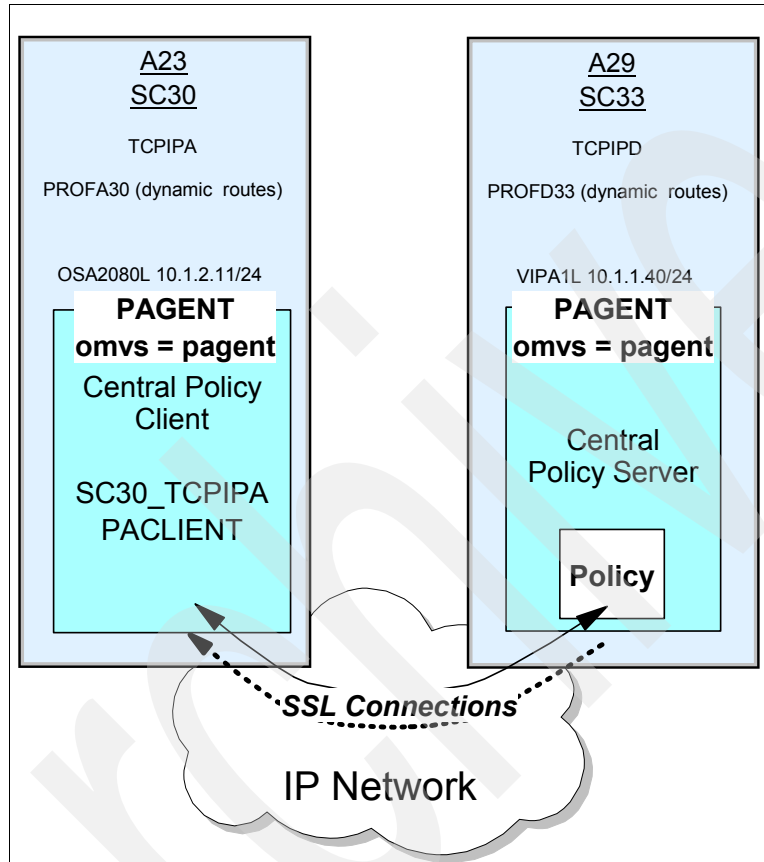 A23
SC30
TCPIPA
PROFA30 (dynamic routes)
OSA2080L 10.1.2.11/24
PAGENT
omvs = pagent
Central Policy
Client
SC30_TCPIPA
PACLIENT
A29
SC33
TCPIPD
PROFD33 (dynamic routes)
VIPA1L 10.1.1.40/24
PAGENT
omvs = pagent
Central
Policy Server
Policy
SSL Connections
IP Network